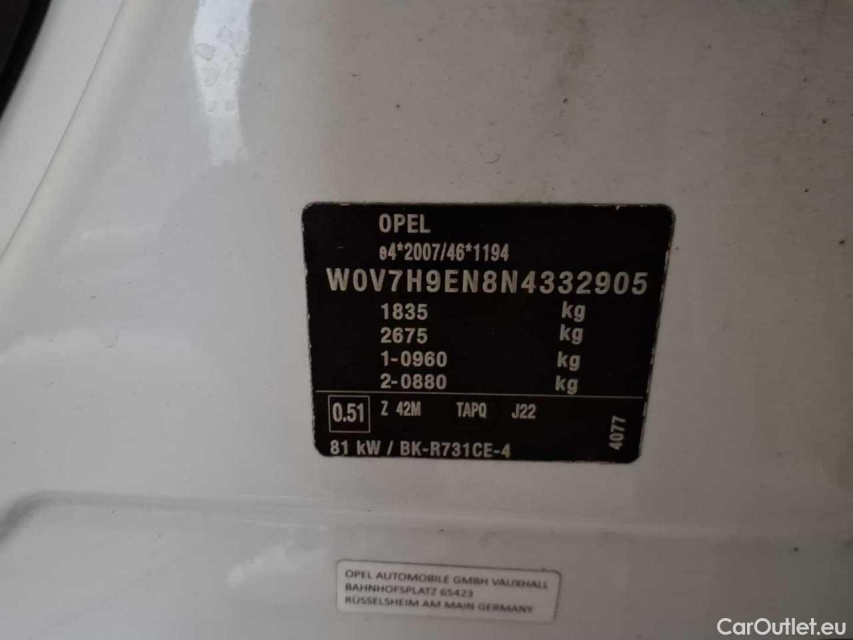 OPEL
e4*2007/46*1194
W0V7H9EN8N4332905
1835 kg
2675 kg
1-0960 kg
2-0880 kg
0.51 Z 42M TAPQ J22
4077
81 kW / BK-R731CE-4
OPEL AUTOMOBILE GMBH VAUXHALL
BAHNHOFSPLATZ 65423
RÜSSELSHEIM AM MAIN GERMANY
CarOutlet.eu